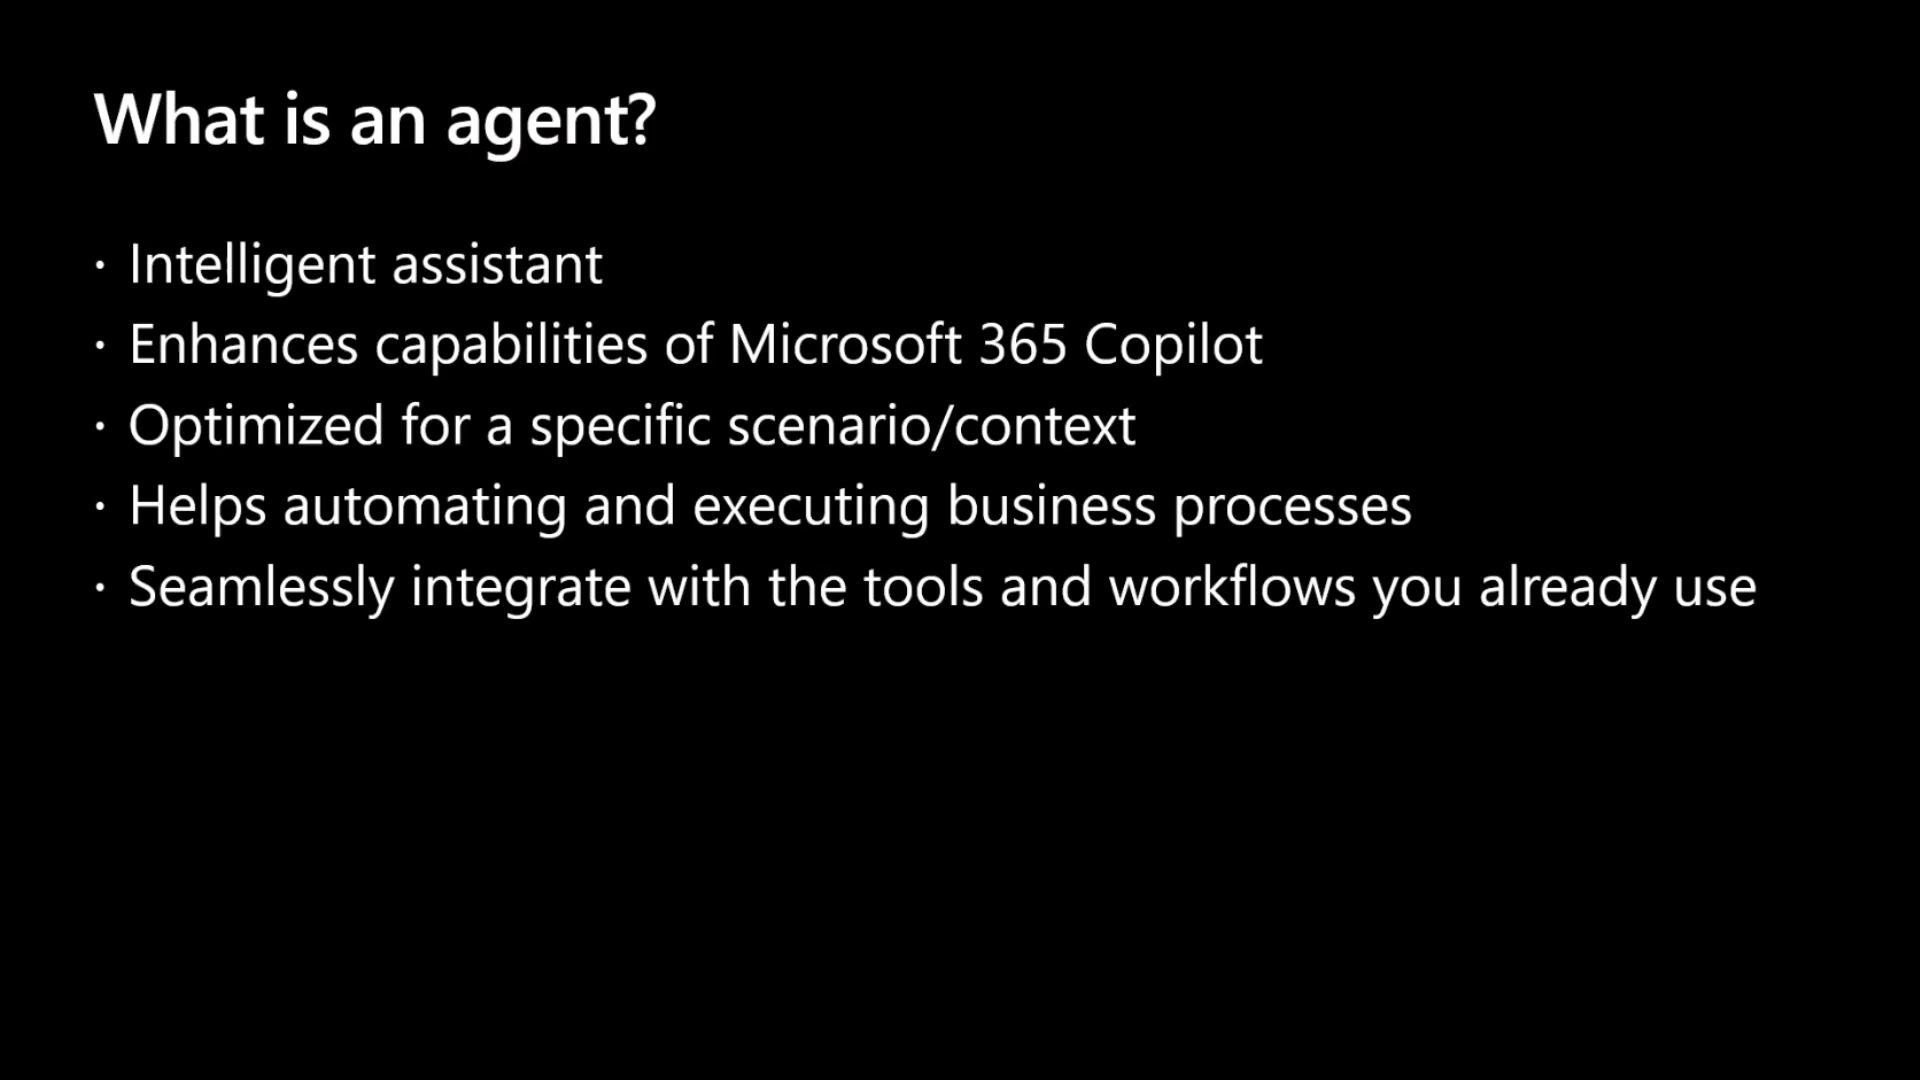 What is an agent?
· Intelligent assistant
· Enhances capabilities of Microsoft 365 Copilot
· Optimized for a specific scenario/context
· Helps automating and executing business processes
· Seamlessly integrate with the tools and workflows you already use